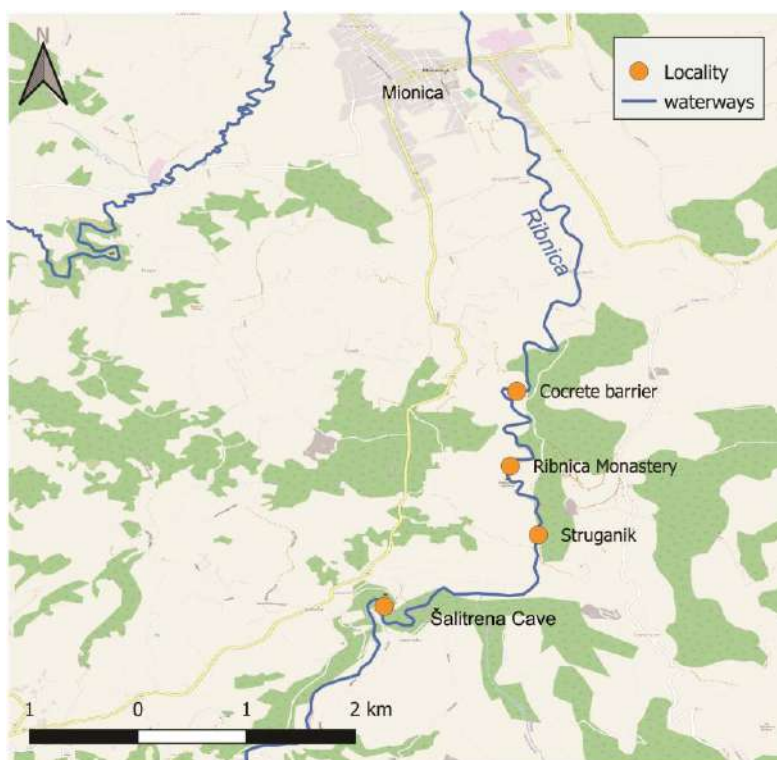 N
Locality
waterways
Mionica
Ribnica
Cocrete barrier
Ribnica Monastery
Struganik
Šalitrena Cave
1 0 1 2 km